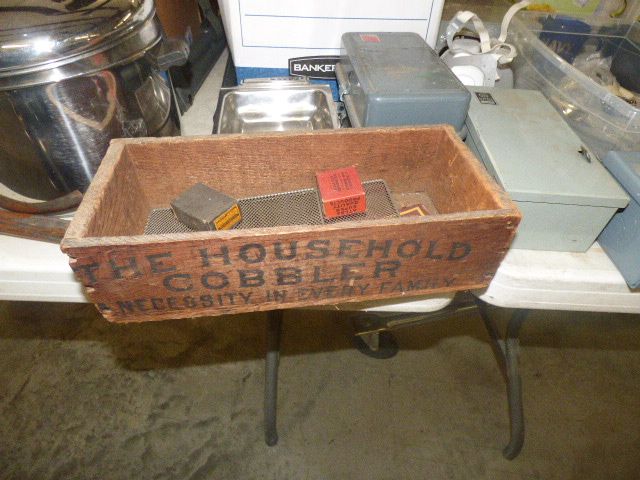 BANKER
THE HOUSEHOLD
COBBLER
A NECESSITY IN EVERY FAMILY